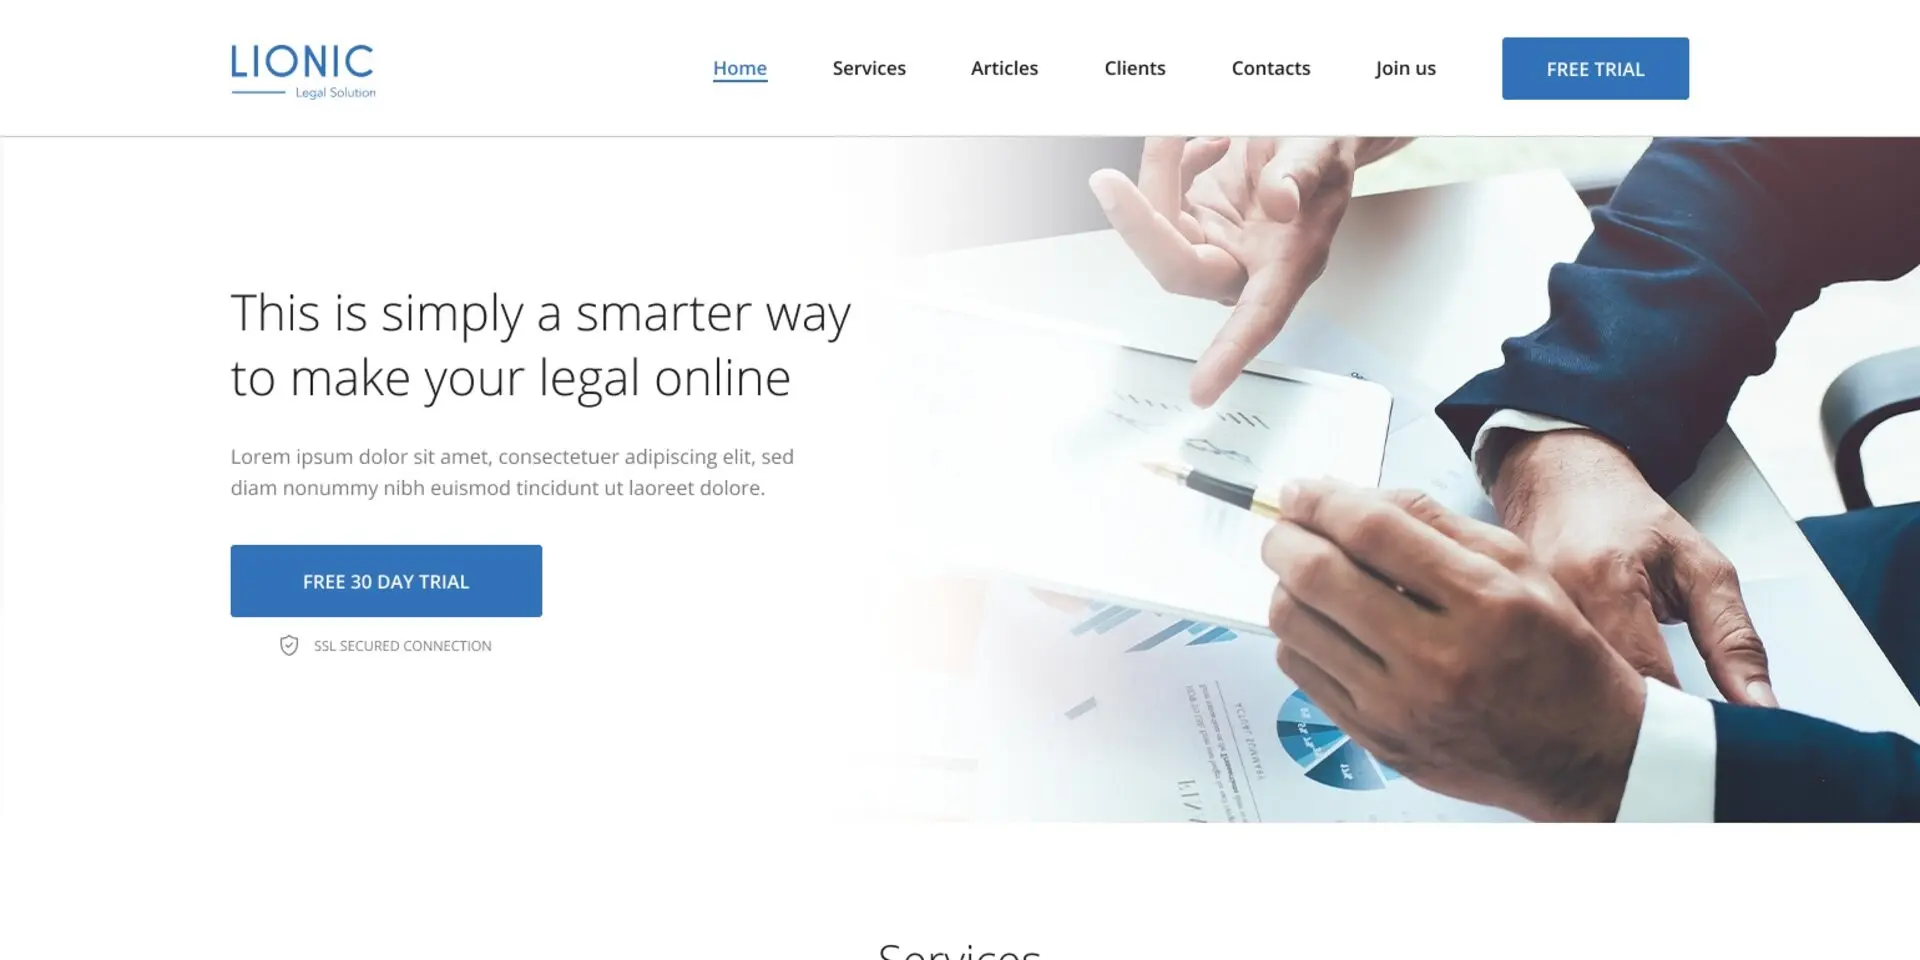 LIONIC
Legal Solution
Home Services Articles Clients Contacts Join us FREE TRIAL
This is simply a smarter way
to make your legal online
Lorem ipsum dolor sit amet, consectetuer adipiscing elit, sed
diam nonummy nibh euismod tincidunt ut laoreet dolore.
FREE 30 DAY TRIAL
SSL SECURED CONNECTION
Services